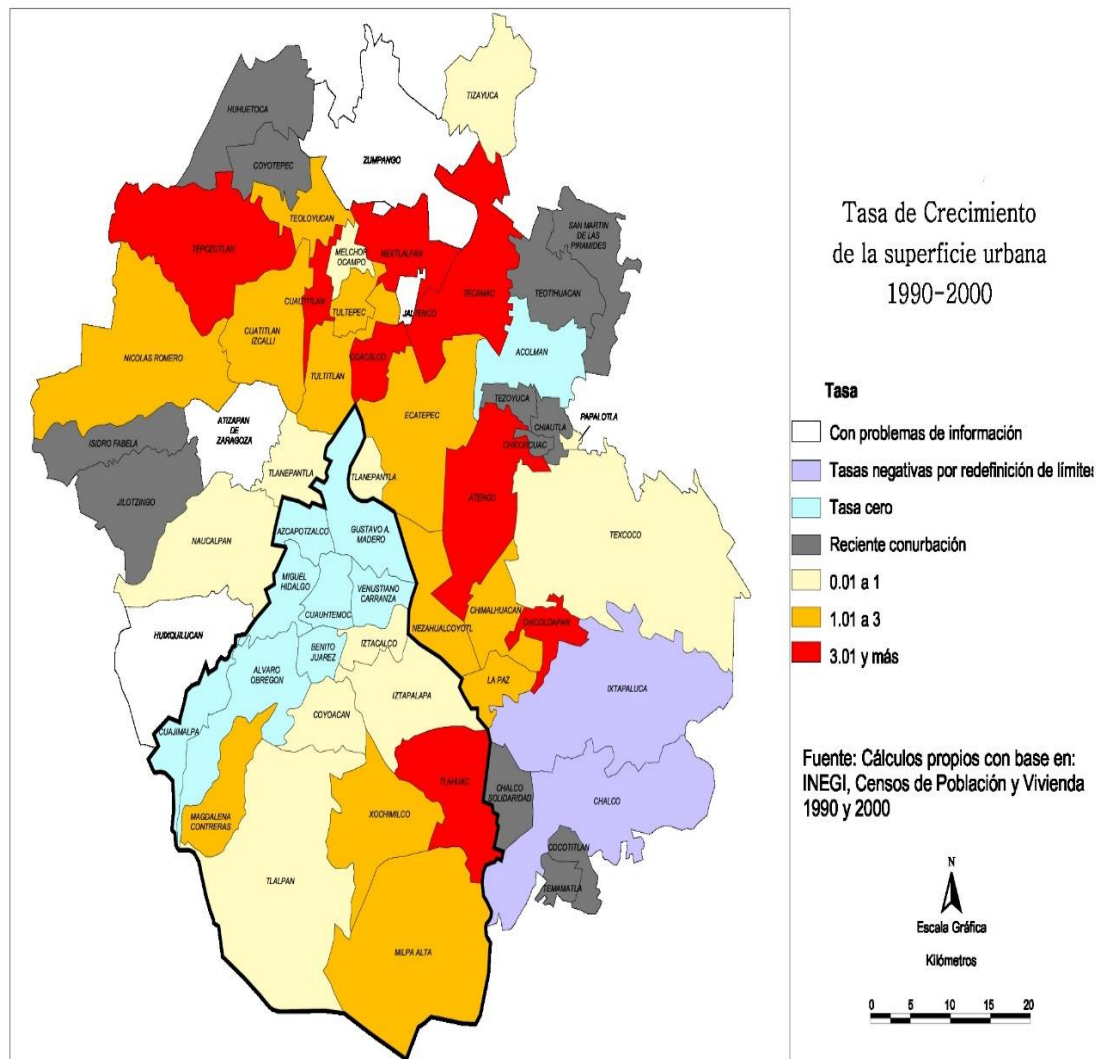 TIZAYUCA
HUHUETOCA
COYOTEPEC
ZUMPANGO
SAN MARTIN
DE LAS
PIRAMIDES
TEOLOYUCAN
TEPOZOTLAN
MELCHOR
OCAMPO
NEXTLALPAN
TEOTIHUACAN
TECAMAC
CUAUTITLAN
TULTEPEC
JALTENCO
CUATITLAN
IZCALLI
NICOLAS ROMERO
COACALCO
ACOLMAN
TULTITLAN
ECATEPEC
TEZOYUCA
ATIZAPAN
DE
ZARAGOZA
CHIAUTLA
PAPALOTLA
ISIDRO FABELA
CHICONCUAC
TLANEPANTLA
TLANEPANTLA
JILOTZINGO
ATENCO
NAUCALPAN
AZCAPOTZALCO
GUSTAVO A.
MADERO
TEXCOCO
MIGUEL
HIDALGO
VENUSTIANO
CARRANZA
CHIMALHUACAN
CUAUHTEMOC
NEZAHUALCOYOTL
CHICOLOAPAN
HUIXQUILUCAN
BENITO
JUAREZ
IZTACALCO
ALVARO
OBREGON
LA PAZ
IXTAPALUCA
IZTAPALAPA
COYOACAN
CUAJIMALPA
TLAHUAC
CHALCO
SOLIDARIDAD
CHALCO
MAGDALENA
CONTRERAS
XOCHIMILCO
COCOTITLAN
TLALPAN
TEMAMATLA
MILPA ALTA
Tasa de Crecimiento
de la superficie urbana
1990-2000
Tasa
Con problemas de información
Tasas negativas por redefinición de límites
Tasa cero
Reciente conurbación
0.01 a 1
1.01 a 3
3.01 y más
Fuente: Cálculos propios con base en:
INEGI, Censos de Población y Vivienda
1990 y 2000
N
Escala Gráfica
Kilómetros
0 5 10 15 20